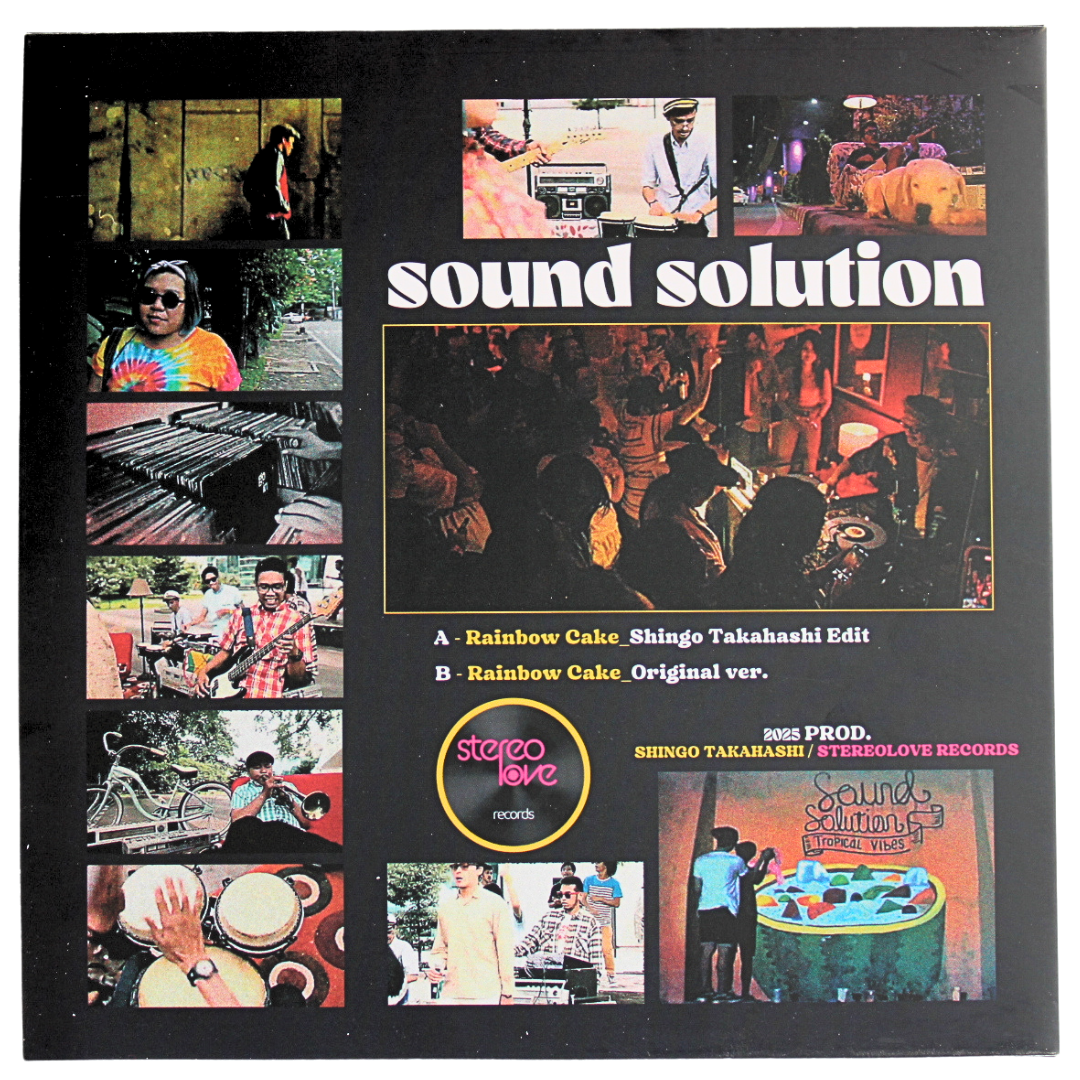 sound solution
A - Rainbow Cake_Shingo Takahashi Edit
B - Rainbow Cake_Original ver.
stereo
love
records
2025 PROD.
SHINGO TAKAHASHI / STEREOLOVE RECORDS
Sound
Solution
Tropical Vibes